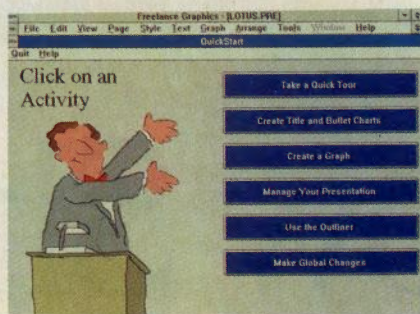 Freelance Graphics - [LOTUS.PRE]
File Edit View Page Style Text Graph Arrange Tools Window Help
QuickStart
Quit Help
Click on an
Activity
Take a Quick Tour
Create Title and Bullet Charts
Create a Graph
Manage Your Presentation
Use the Outliner
Make Global Changes